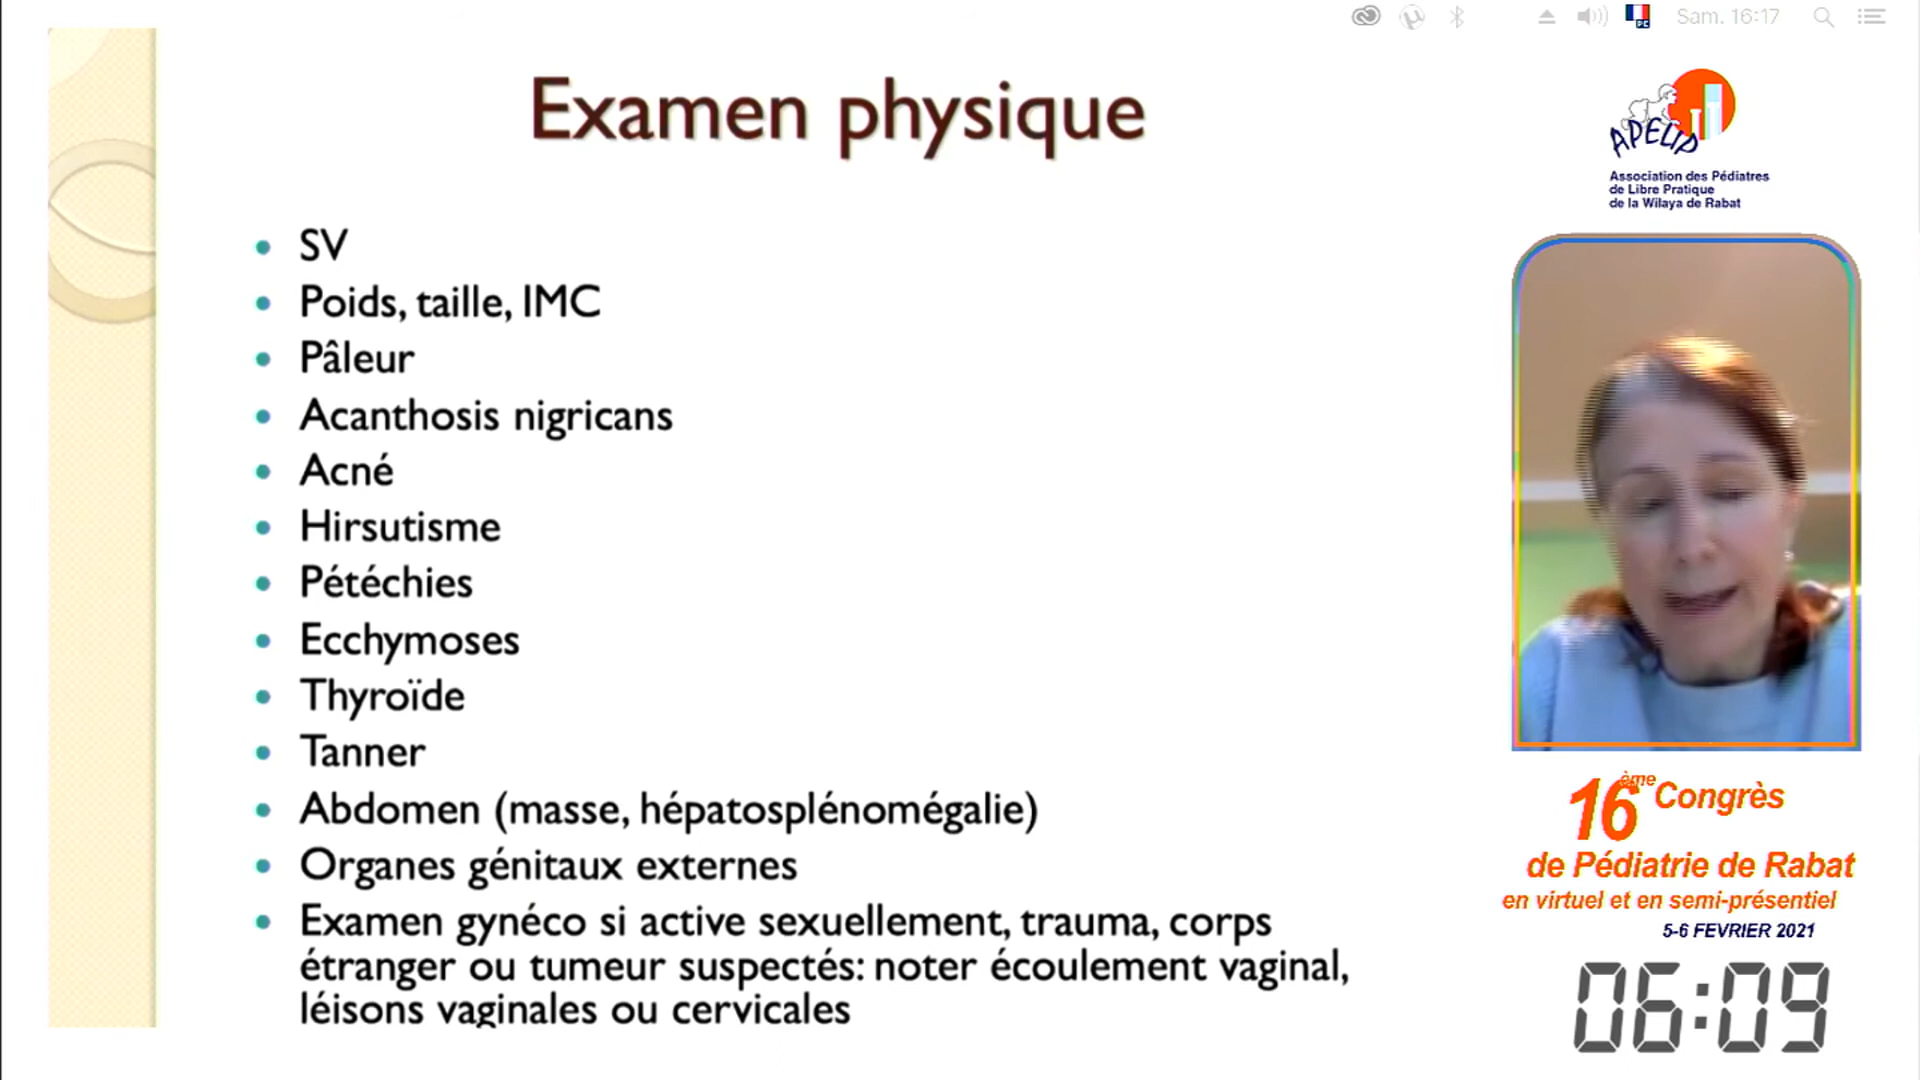 Sam. 16:17
Examen physique
SV
Poids, taille, IMC
Pâleur
Acanthosis nigricans
Acné
Hirsutisme
Pétéchies
Ecchymoses
Thyroïde
Tanner
Abdomen (masse, hépatosplénomégalie)
Organes génitaux externes
Examen gynéco si active sexuellement, trauma, corps
étranger ou tumeur suspectés: noter écoulement vaginal,
léisons vaginales ou cervicales
APELIP
Association des Pédiatres
de Libre Pratique
de la Wilaya de Rabat
16ème Congrès
de Pédiatrie de Rabat
en virtuel et en semi-présentiel
5-6 FEVRIER 2021
06:09